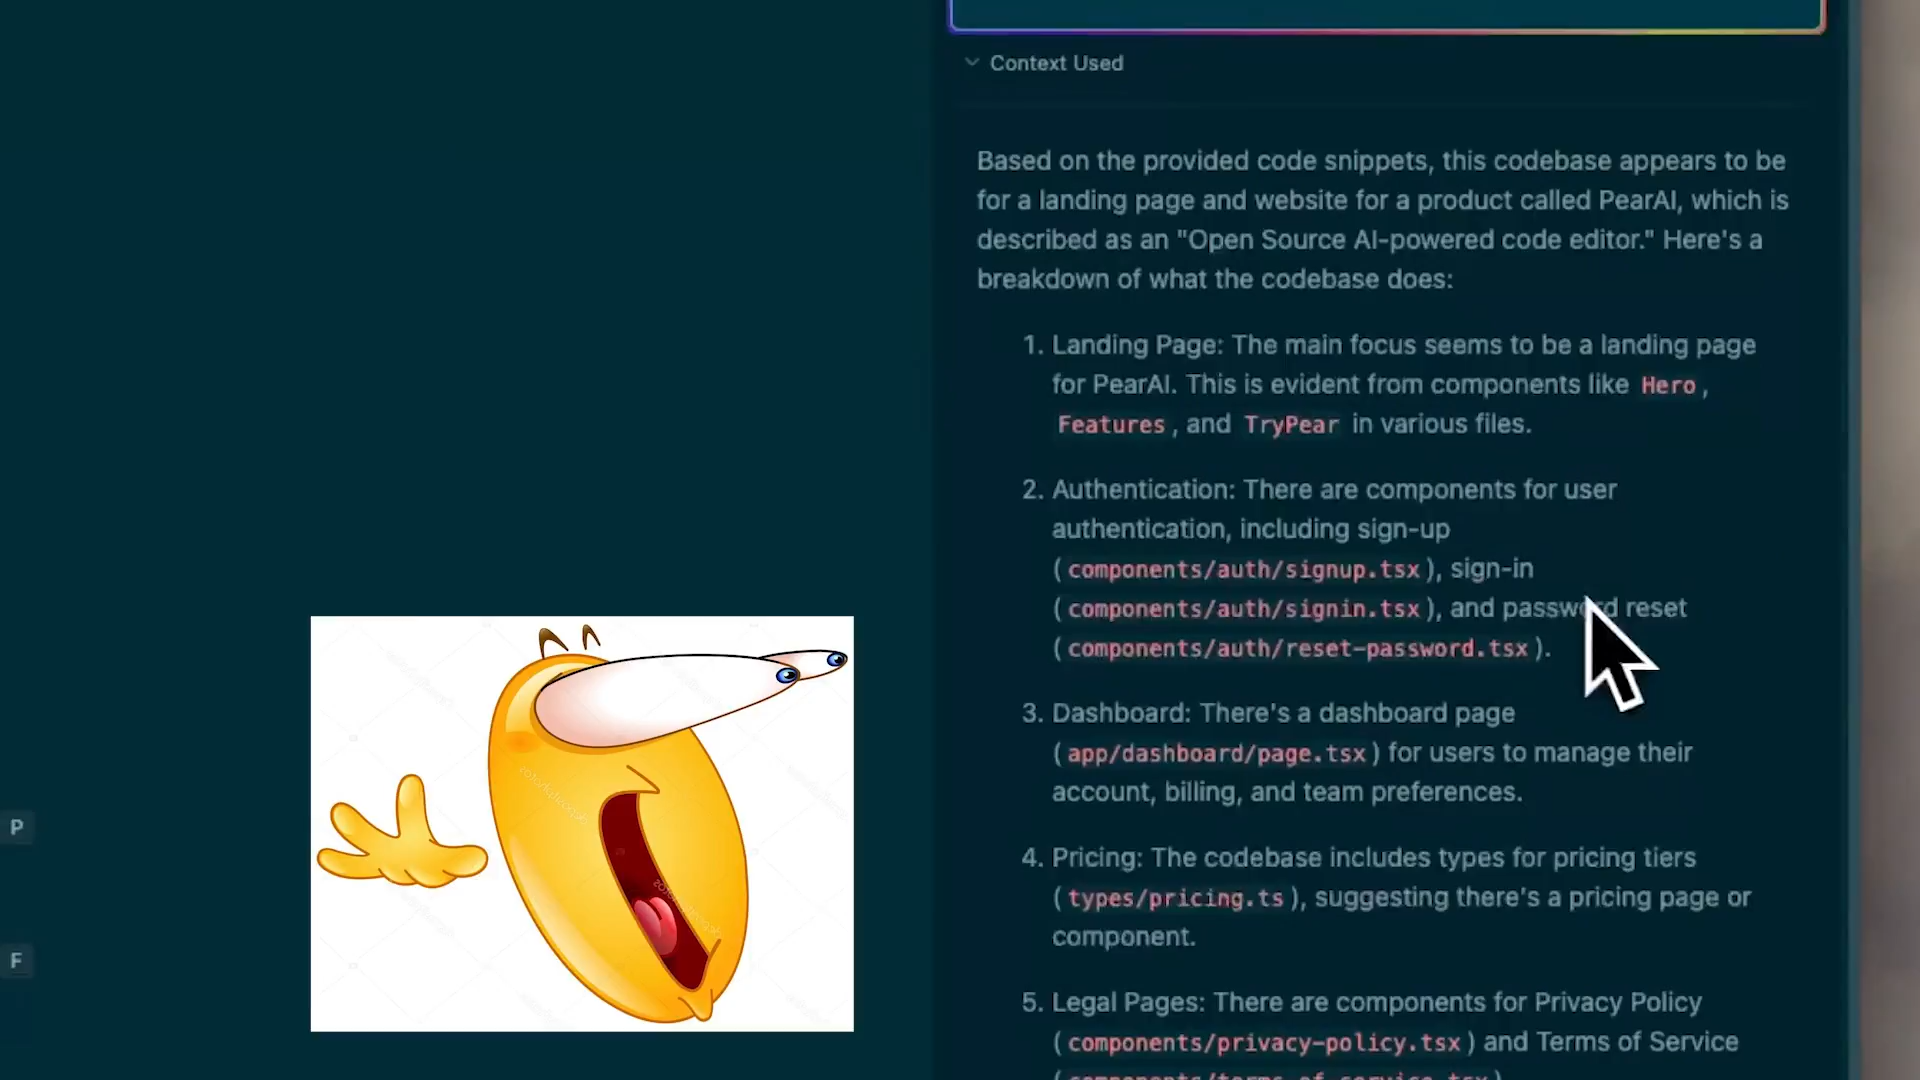 Context Used
Based on the provided code snippets, this codebase appears to be
for a landing page and website for a product called PearAI, which is
described as an "Open Source AI-powered code editor." Here's a
breakdown of what the codebase does:
1. Landing Page: The main focus seems to be a landing page
for PearAI. This is evident from components like Hero ,
Features , and TryPear in various files.
2. Authentication: There are components for user
authentication, including sign-up
( components/auth/signup.tsx ), sign-in
( components/auth/signin.tsx ), and password reset
( components/auth/reset-password.tsx ).
3. Dashboard: There's a dashboard page
( app/dashboard/page.tsx ) for users to manage their
account, billing, and team preferences.
4. Pricing: The codebase includes types for pricing tiers
( types/pricing.ts ), suggesting there's a pricing page or
component.
5. Legal Pages: There are components for Privacy Policy
( components/privacy-policy.tsx ) and Terms of Service
P
F